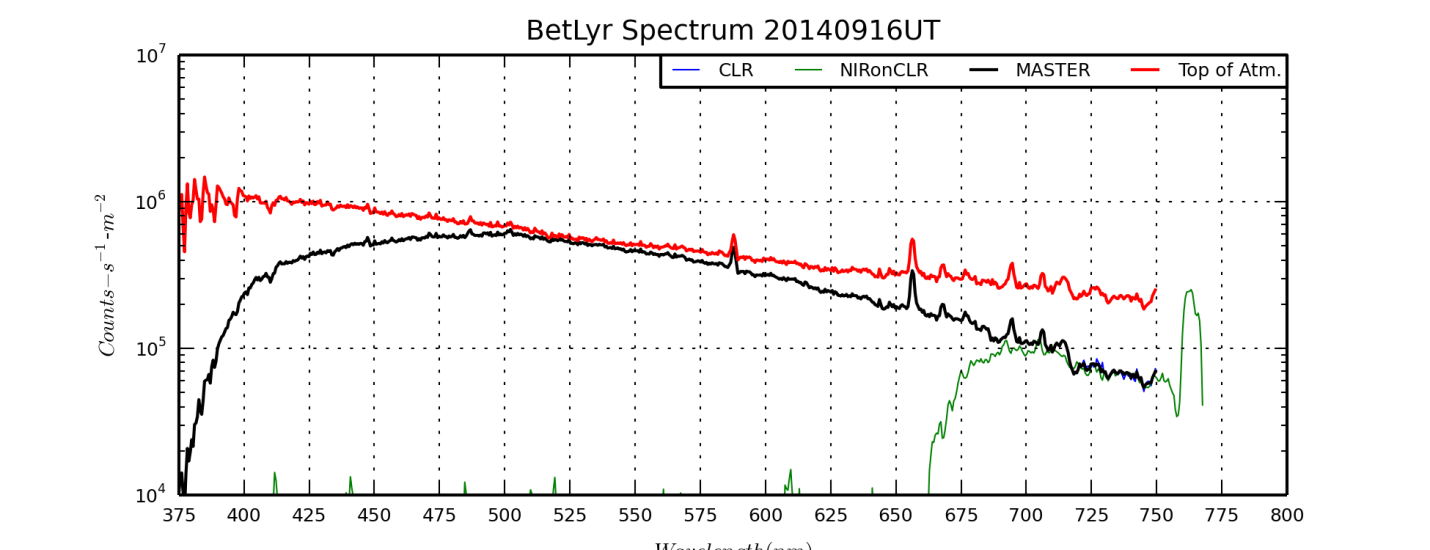 BetLyr Spectrum 20140916UT
CLR NIRonCLR MASTER Top of Atm.
10^7
10^6
10^5
10^4
Counts−s^−1-m^−2
375 400 425 450 475 500 525 550 575 600 625 650 675 700 725 750 775 800
Wavelength(nm)